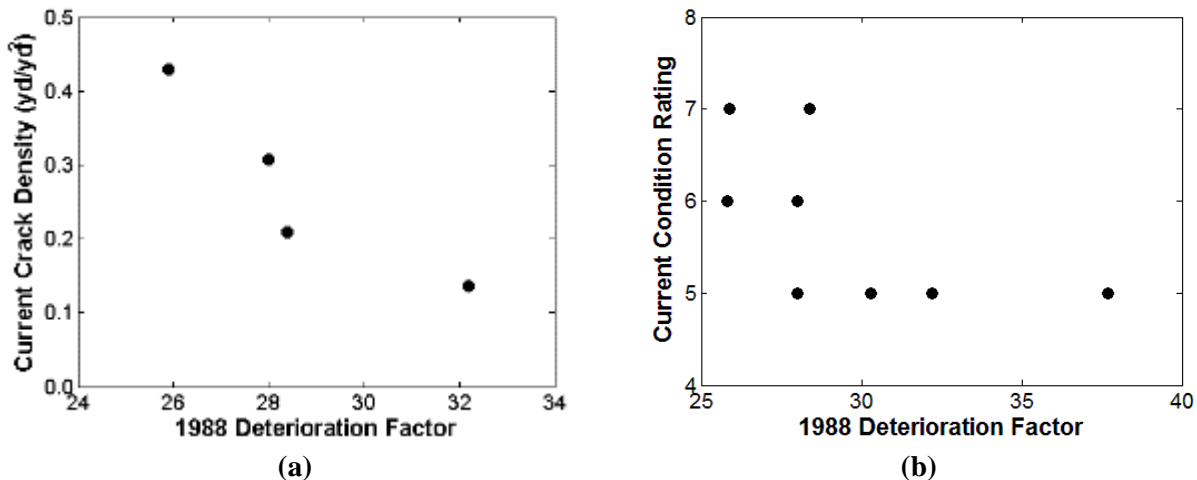 0.5
0.4
0.3
0.2
0.1
0.0
Current Crack Density (yd/yd²)
24 26 28 30 32 34
1988 Deterioration Factor
(a)
8
7
6
5
4
Current Condition Rating
25 30 35 40
1988 Deterioration Factor
(b)